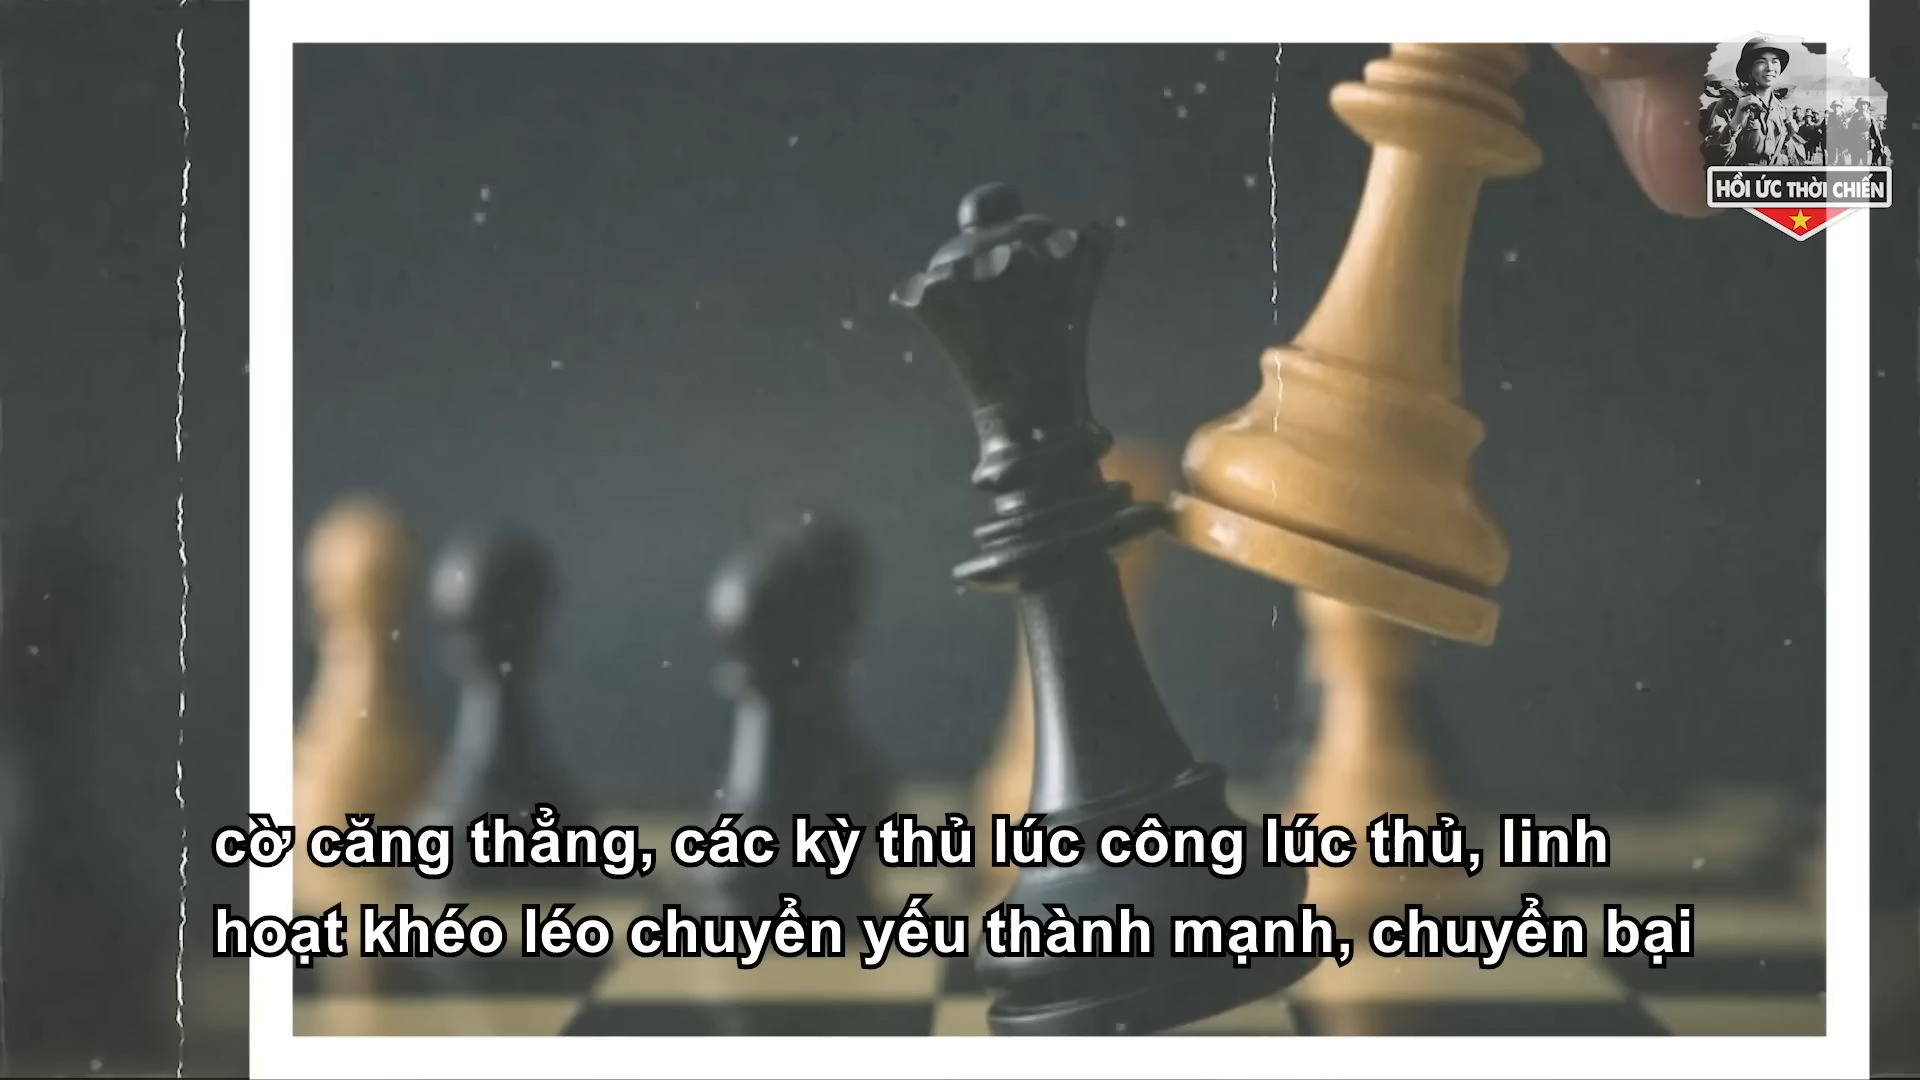 HỒI ỨC THỜI CHIẾN
cờ căng thẳng, các kỳ thủ lúc công lúc thủ, linh
hoạt khéo léo chuyển yếu thành mạnh, chuyển bại